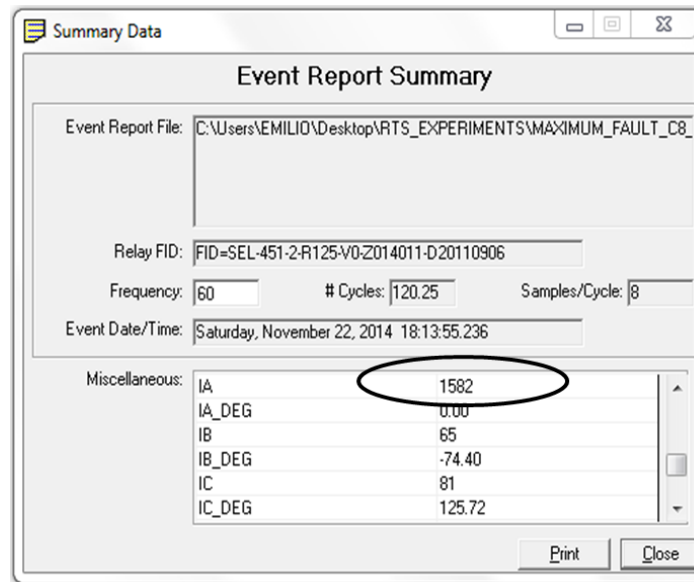 Summary Data
Event Report Summary
Event Report File: C:\Users\EMILIO\Desktop\RTS_EXPERIMENTS\MAXIMUM_FAULT_C8_
Relay FID: FID=SEL-451-2-R125-V0-Z014011-D20110906
Frequency: 60 # Cycles: 120.25 Samples/Cycle: 8
Event Date/Time: Saturday, November 22, 2014 18:13:55.236
Miscellaneous: IA 1582
IA_DEG 0.00
IB 65
IB_DEG -74.40
IC 81
IC_DEG 125.72
Print Close